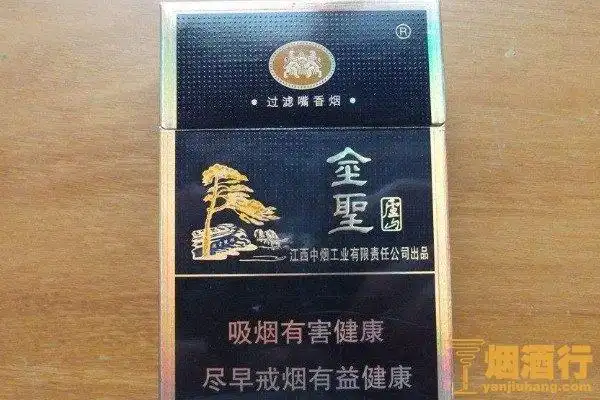 ®
• 过滤嘴香烟 •
金聖
庐山
江西中烟工业有限责任公司出品
吸烟有害健康
尽早戒烟有益健康
烟酒行
yanjiuhang.com